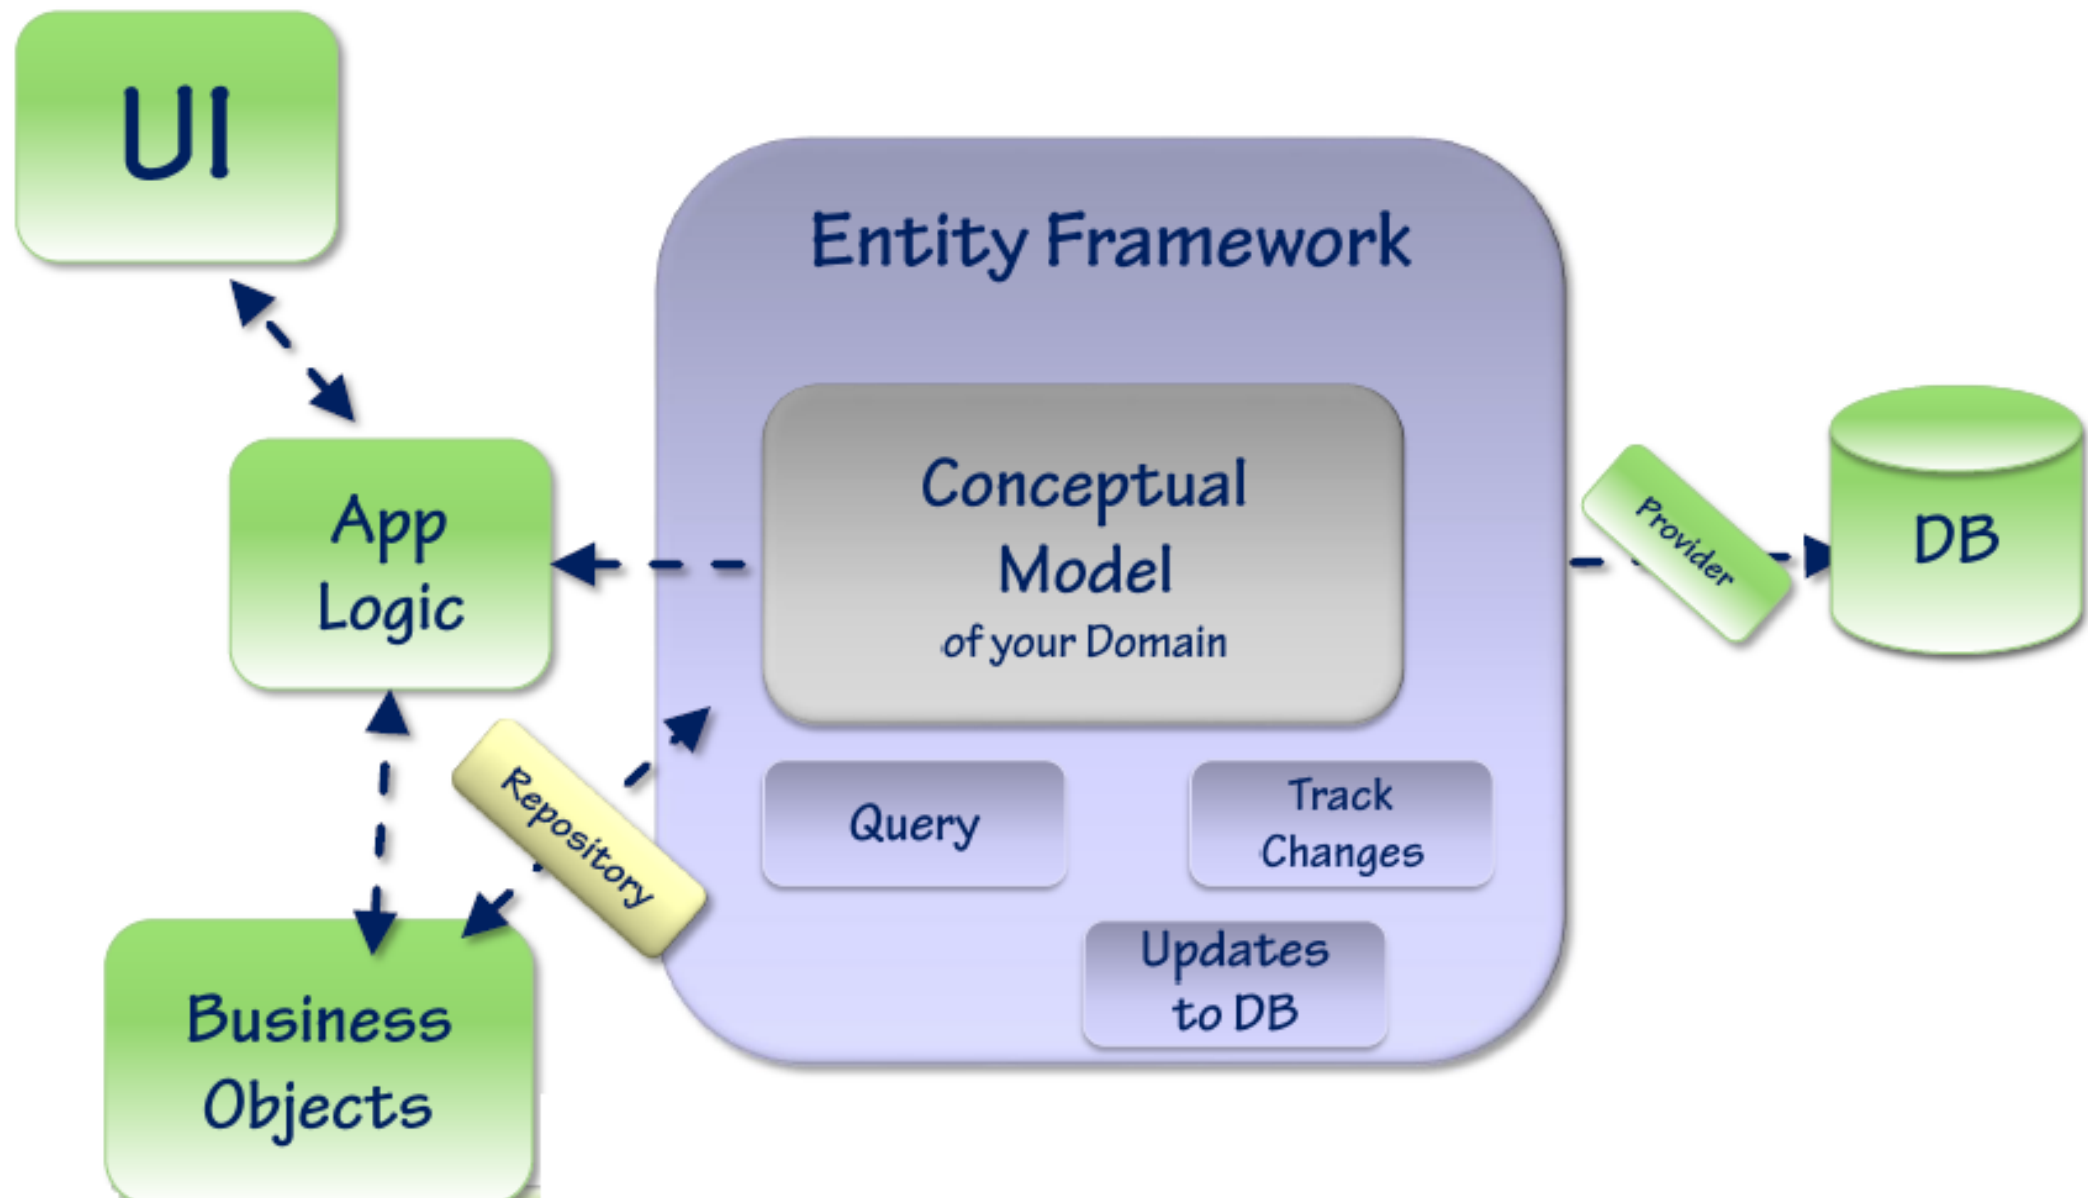 UI
Entity Framework
App
Logic
Conceptual
Model
of your Domain
Provider
DB
Repository
Query
Track
Changes
Updates
to DB
Business
Objects